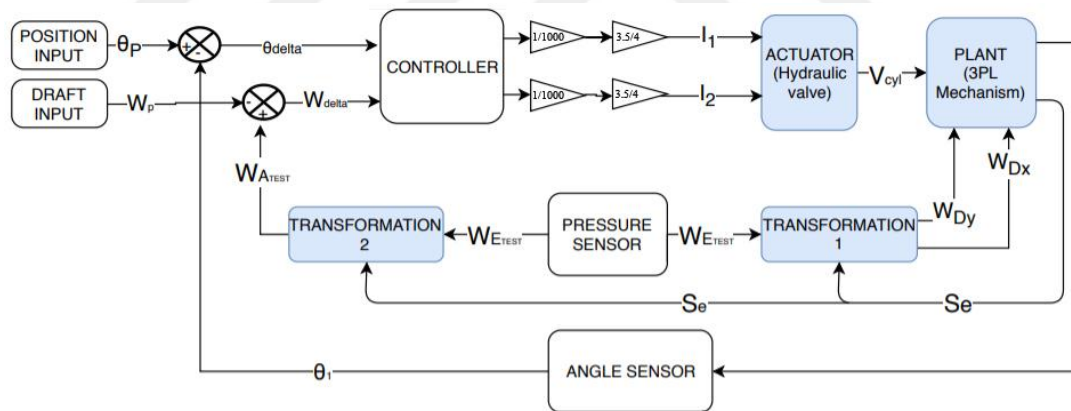 POSITION INPUT
θP
+
-
θdelta
CONTROLLER
1/1000
3.5/4
I1
ACTUATOR
(Hydraulic valve)
Vcyl
PLANT
(3PL Mechanism)
DRAFT INPUT
Wp
-
+
Wdelta
1/1000
3.5/4
I2
WATEST
WDx
WDy
TRANSFORMATION 2
WETEST
PRESSURE SENSOR
WETEST
TRANSFORMATION 1
Se
Se
θ1
ANGLE SENSOR